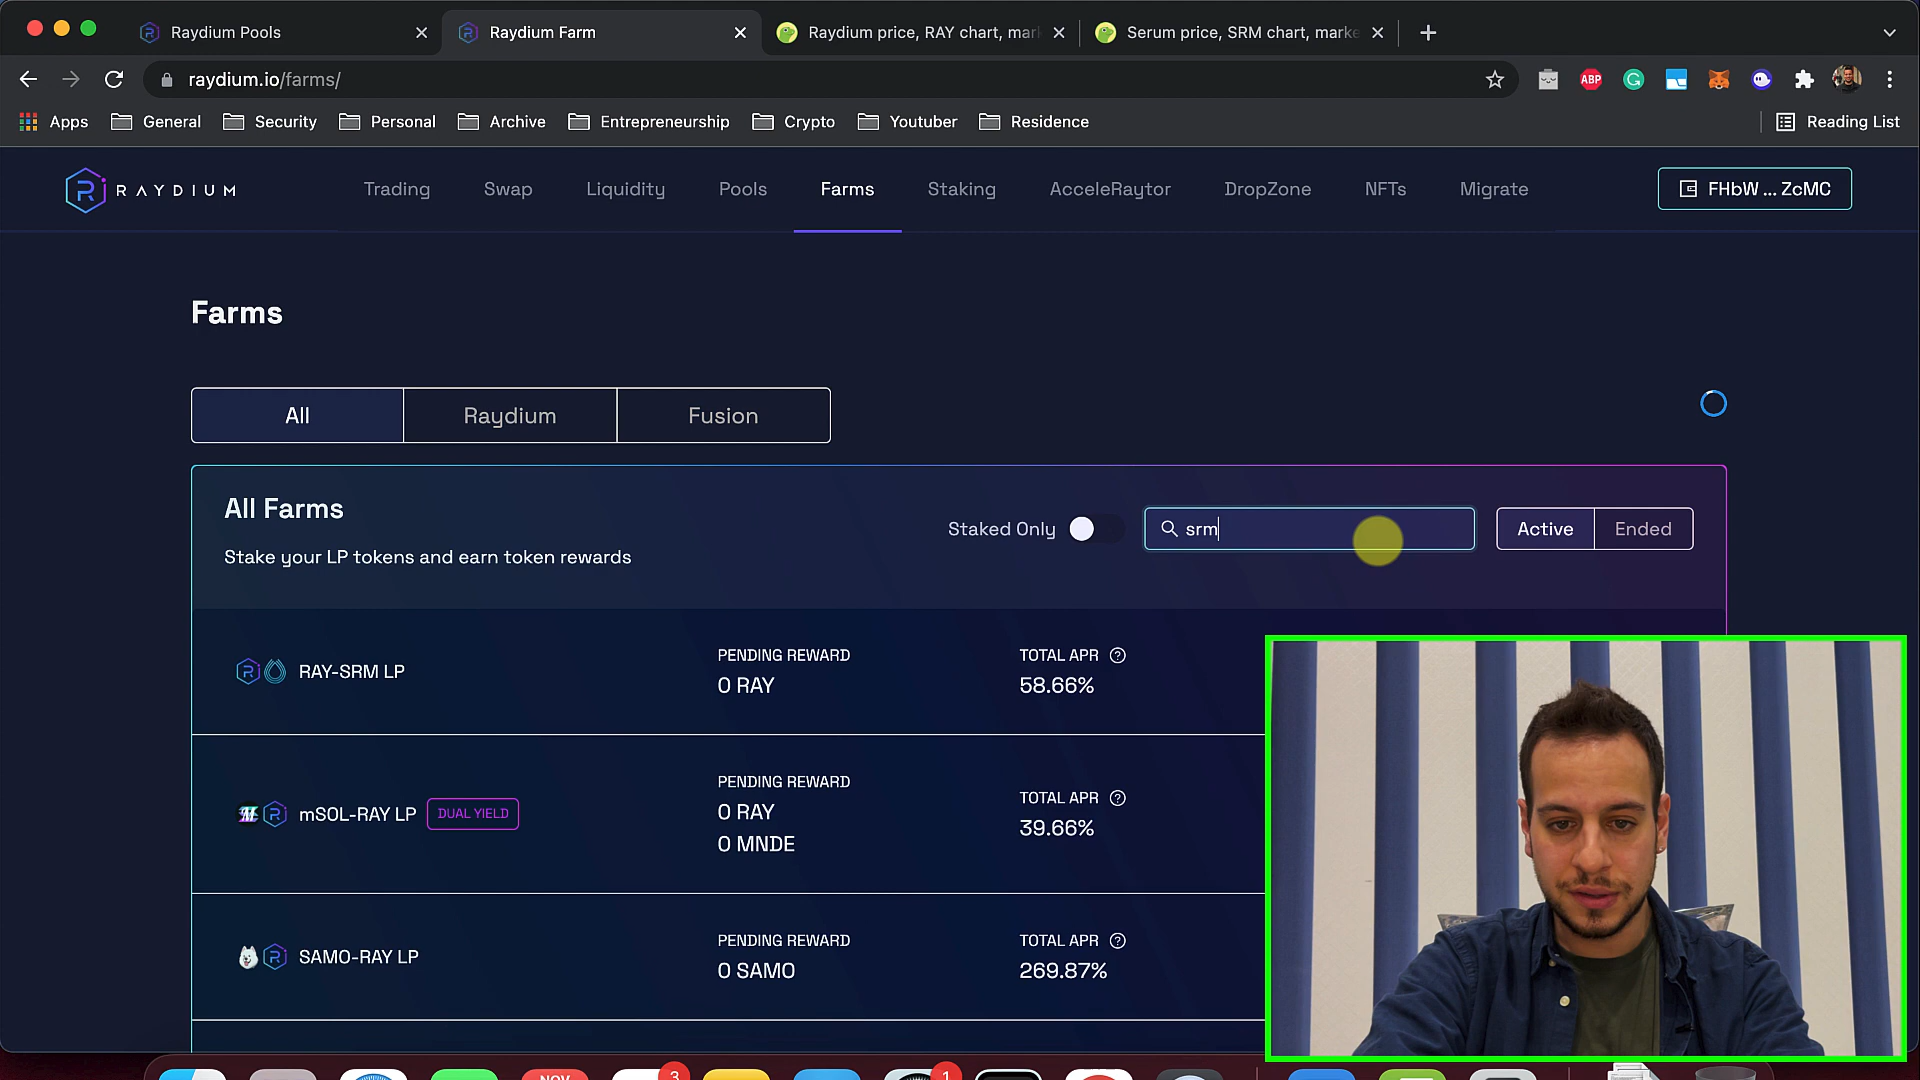 Raydium Pools
Raydium Farm
Raydium price, RAY chart, mar
Serum price, SRM chart, marke
raydium.io/farms/
ABP
Apps
General
Security
Personal
Archive
Entrepreneurship
Crypto
Youtuber
Residence
Reading List
RAYDIUM
Trading
Swap
Liquidity
Pools
Farms
Staking
AcceleRaytor
DropZone
NFTs
Migrate
FHbW ... ZcMC
Farms
All
Raydium
Fusion
All Farms
Stake your LP tokens and earn token rewards
Staked Only
srm
Active
Ended
RAY-SRM LP
PENDING REWARD
0 RAY
TOTAL APR ?
58.66%
mSOL-RAY LP
DUAL YIELD
PENDING REWARD
0 RAY
0 MNDE
TOTAL APR ?
39.66%
SAMO-RAY LP
PENDING REWARD
0 SAMO
TOTAL APR ?
269.87%
NOV
3
1